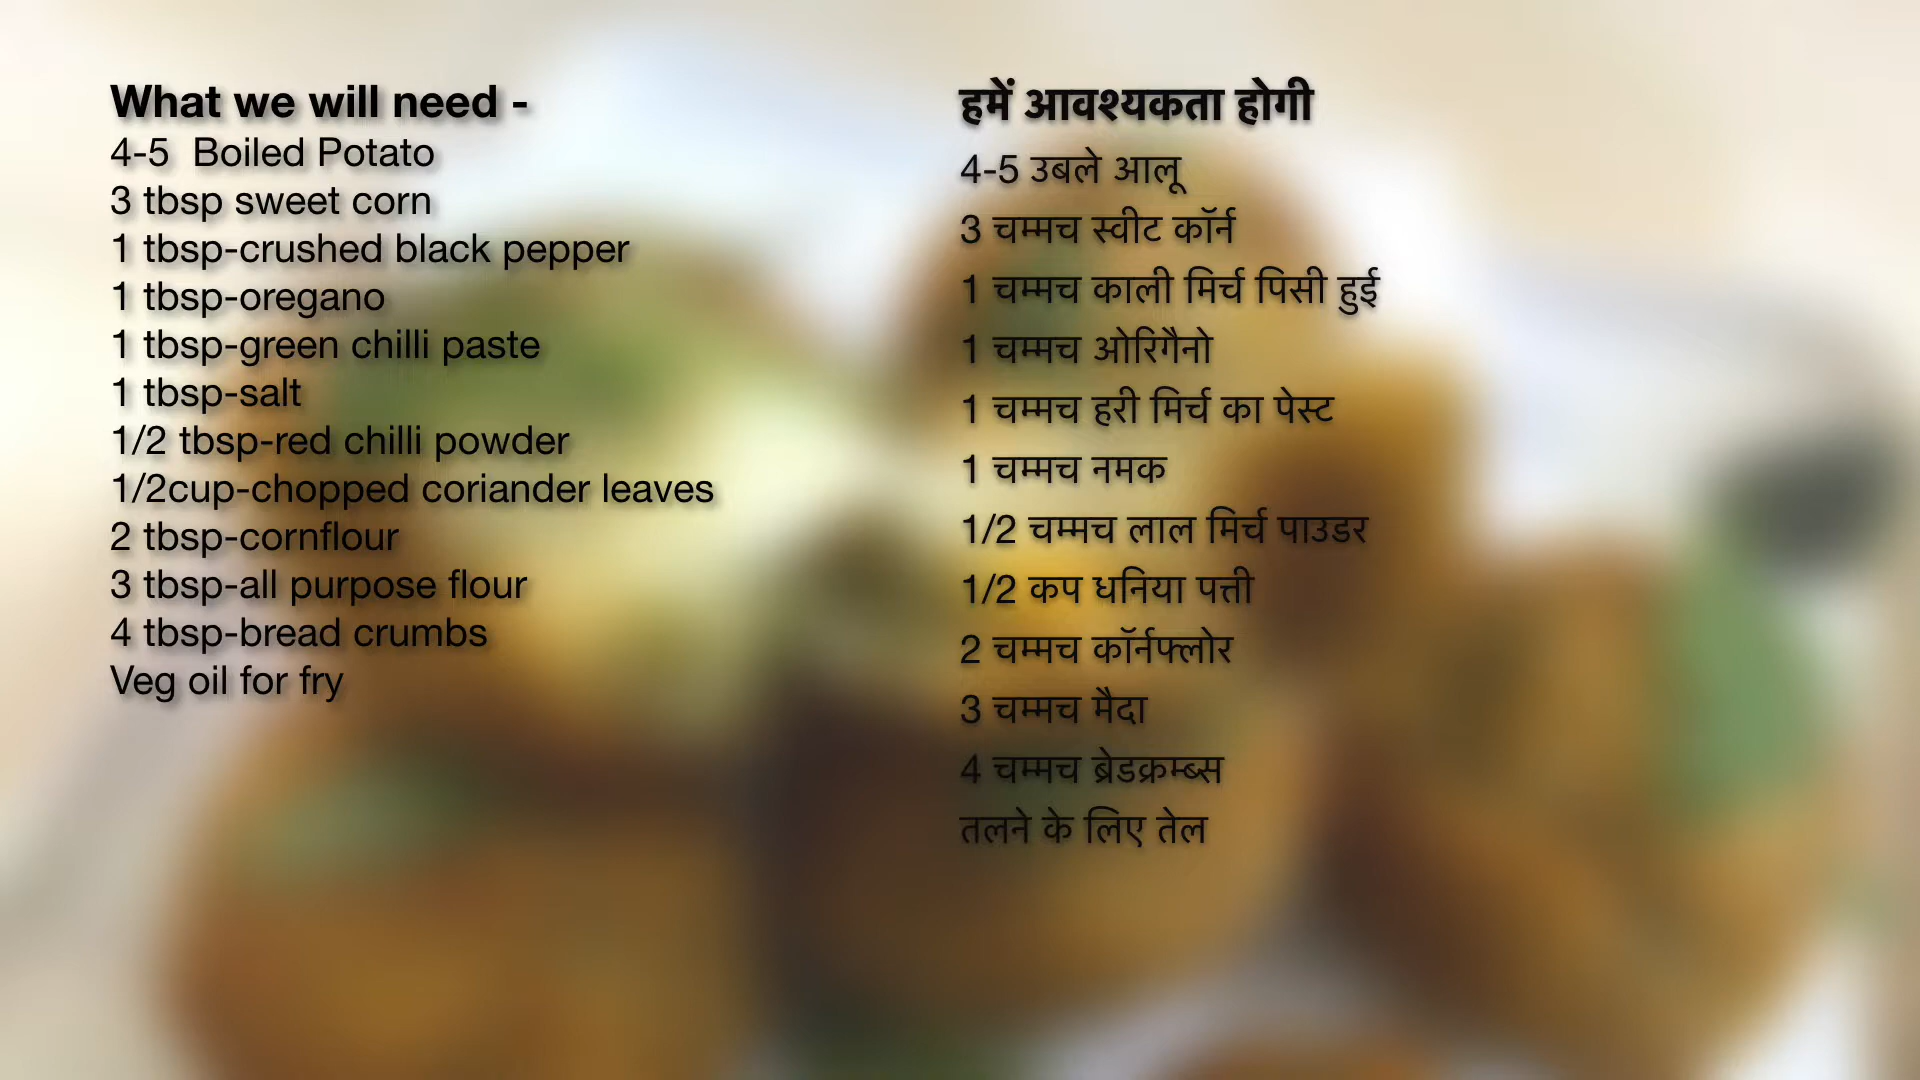 What we will need -
4-5  Boiled Potato
3 tbsp sweet corn
1 tbsp-crushed black pepper
1 tbsp-oregano
1 tbsp-green chilli paste
1 tbsp-salt
1/2 tbsp-red chilli powder
1/2cup-chopped coriander leaves
2 tbsp-cornflour
3 tbsp-all purpose flour
4 tbsp-bread crumbs
Veg oil for fry
हमें आवश्यकता होगी
4-5 उबले आलू
3 चम्मच स्वीट कॉर्न
1 चम्मच काली मिर्च पिसी हुई
1 चम्मच ओरिगैनो
1 चम्मच हरी मिर्च का पेस्ट
1 चम्मच नमक
1/2 चम्मच लाल मिर्च पाउडर
1/2 कप धनिया पत्ती
2 चम्मच कॉर्नफ्लोर
3 चम्मच मैदा
4 चम्मच ब्रेडक्रम्ब्स
तलने के लिए तेल